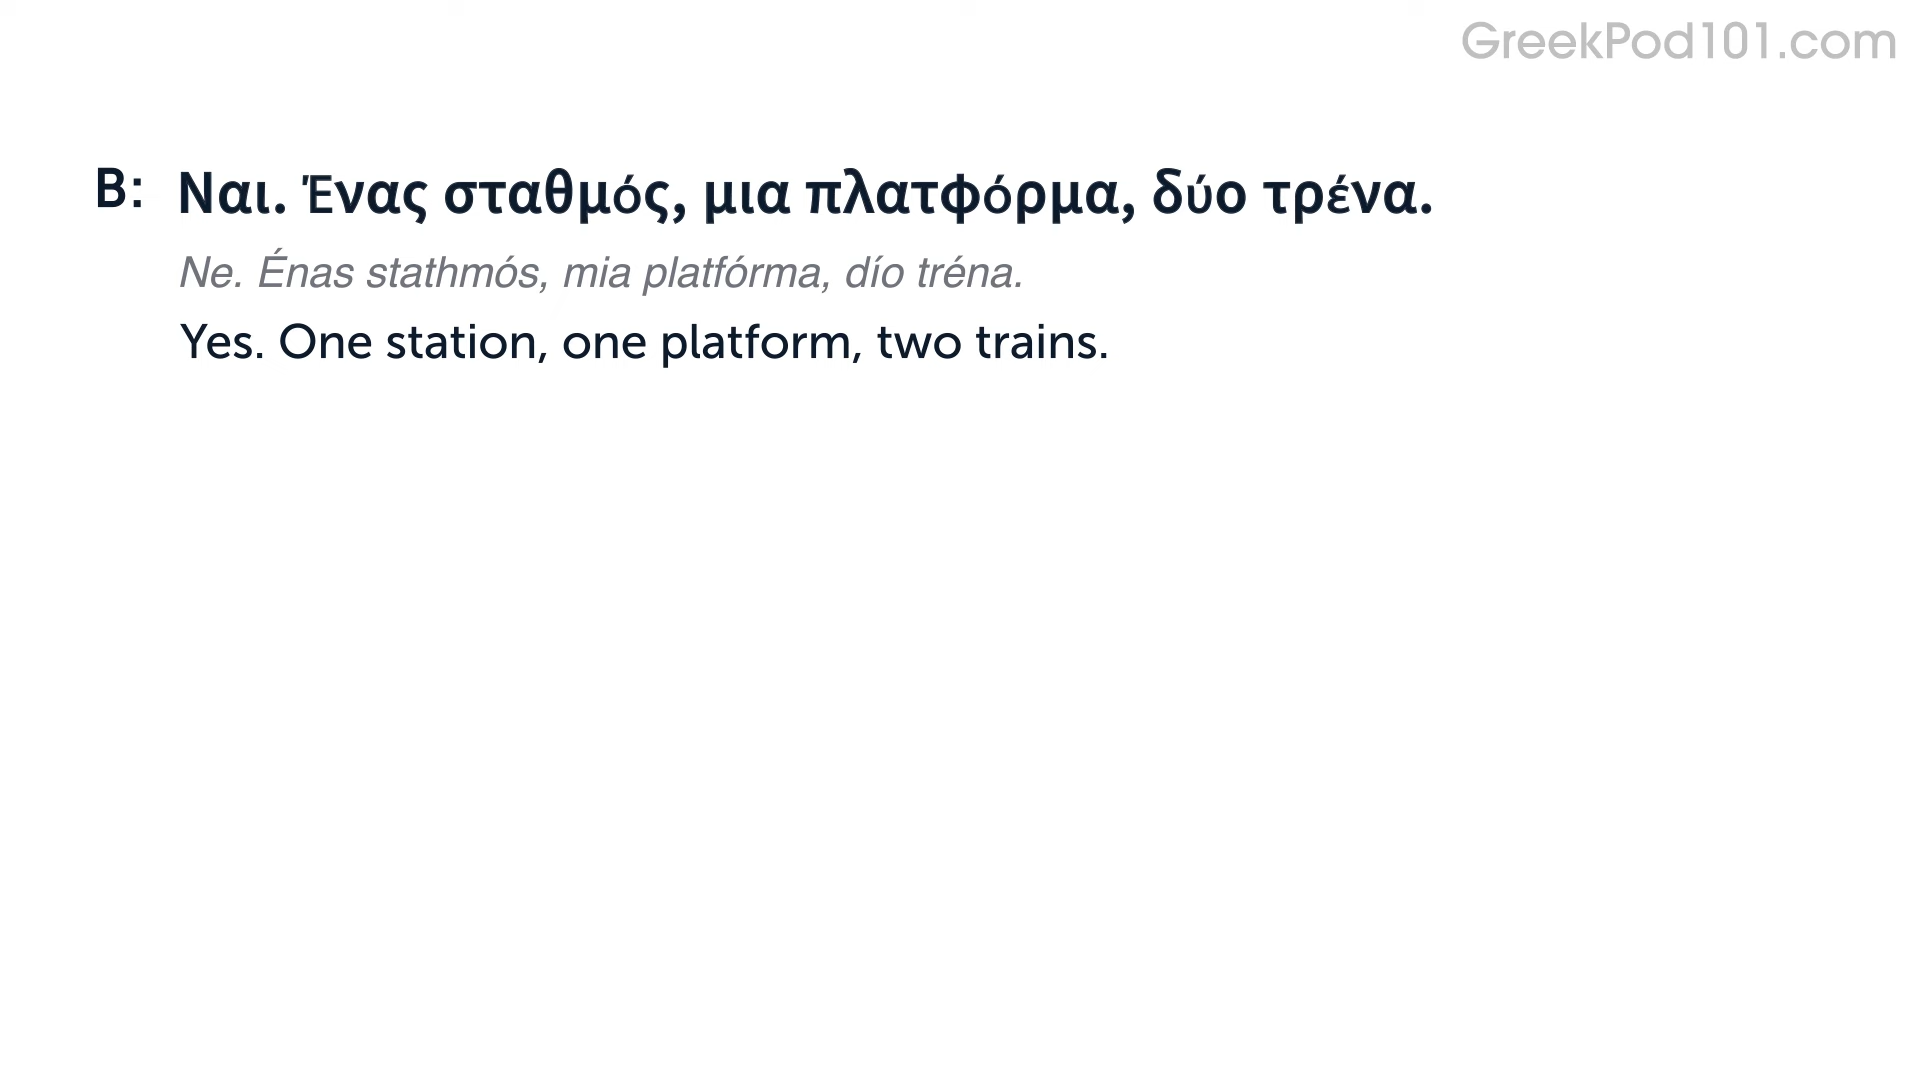 GreekPod101.com
B: Ναι. Ένας σταθμός, μια πλατφόρμα, δύο τρένα.
Ne. Énas stathmós, mia platfórma, dío tréna.
Yes. One station, one platform, two trains.